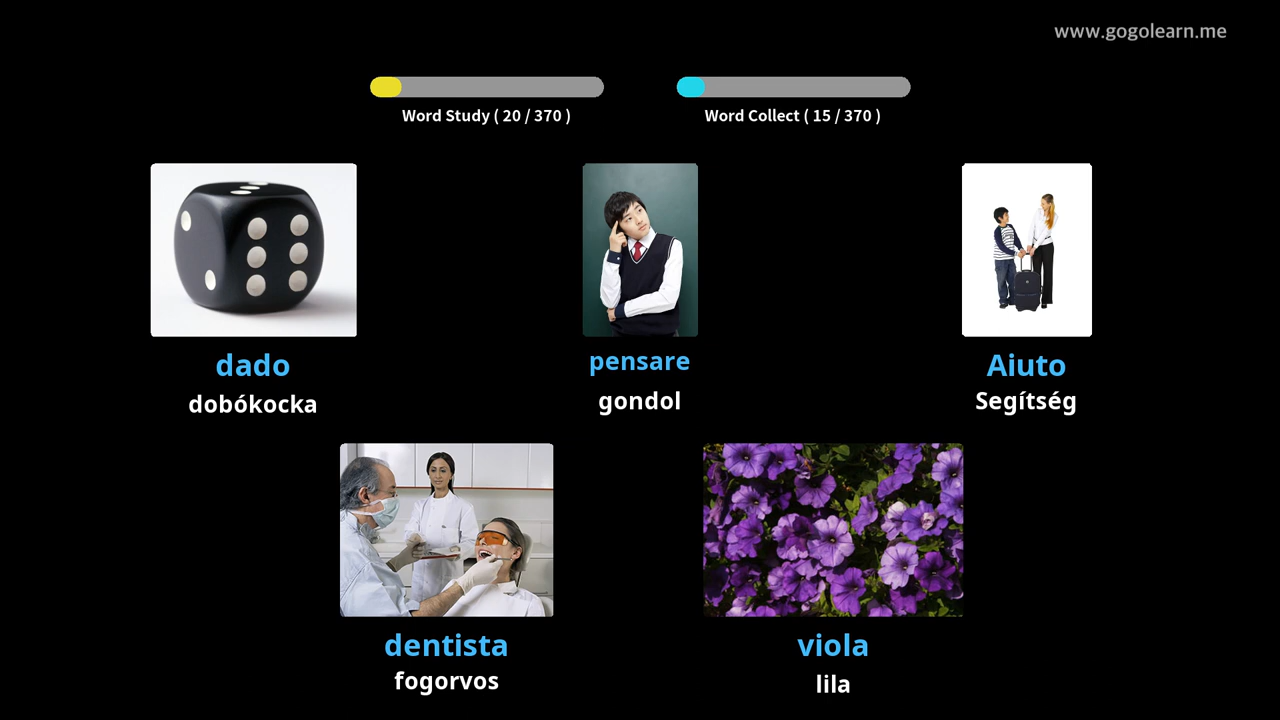 www.gogolearn.me
Word Study ( 20 / 370 )
Word Collect ( 15 / 370 )
dado
dobókocka
pensare
gondol
Aiuto
Segítség
dentista
fogorvos
viola
lila